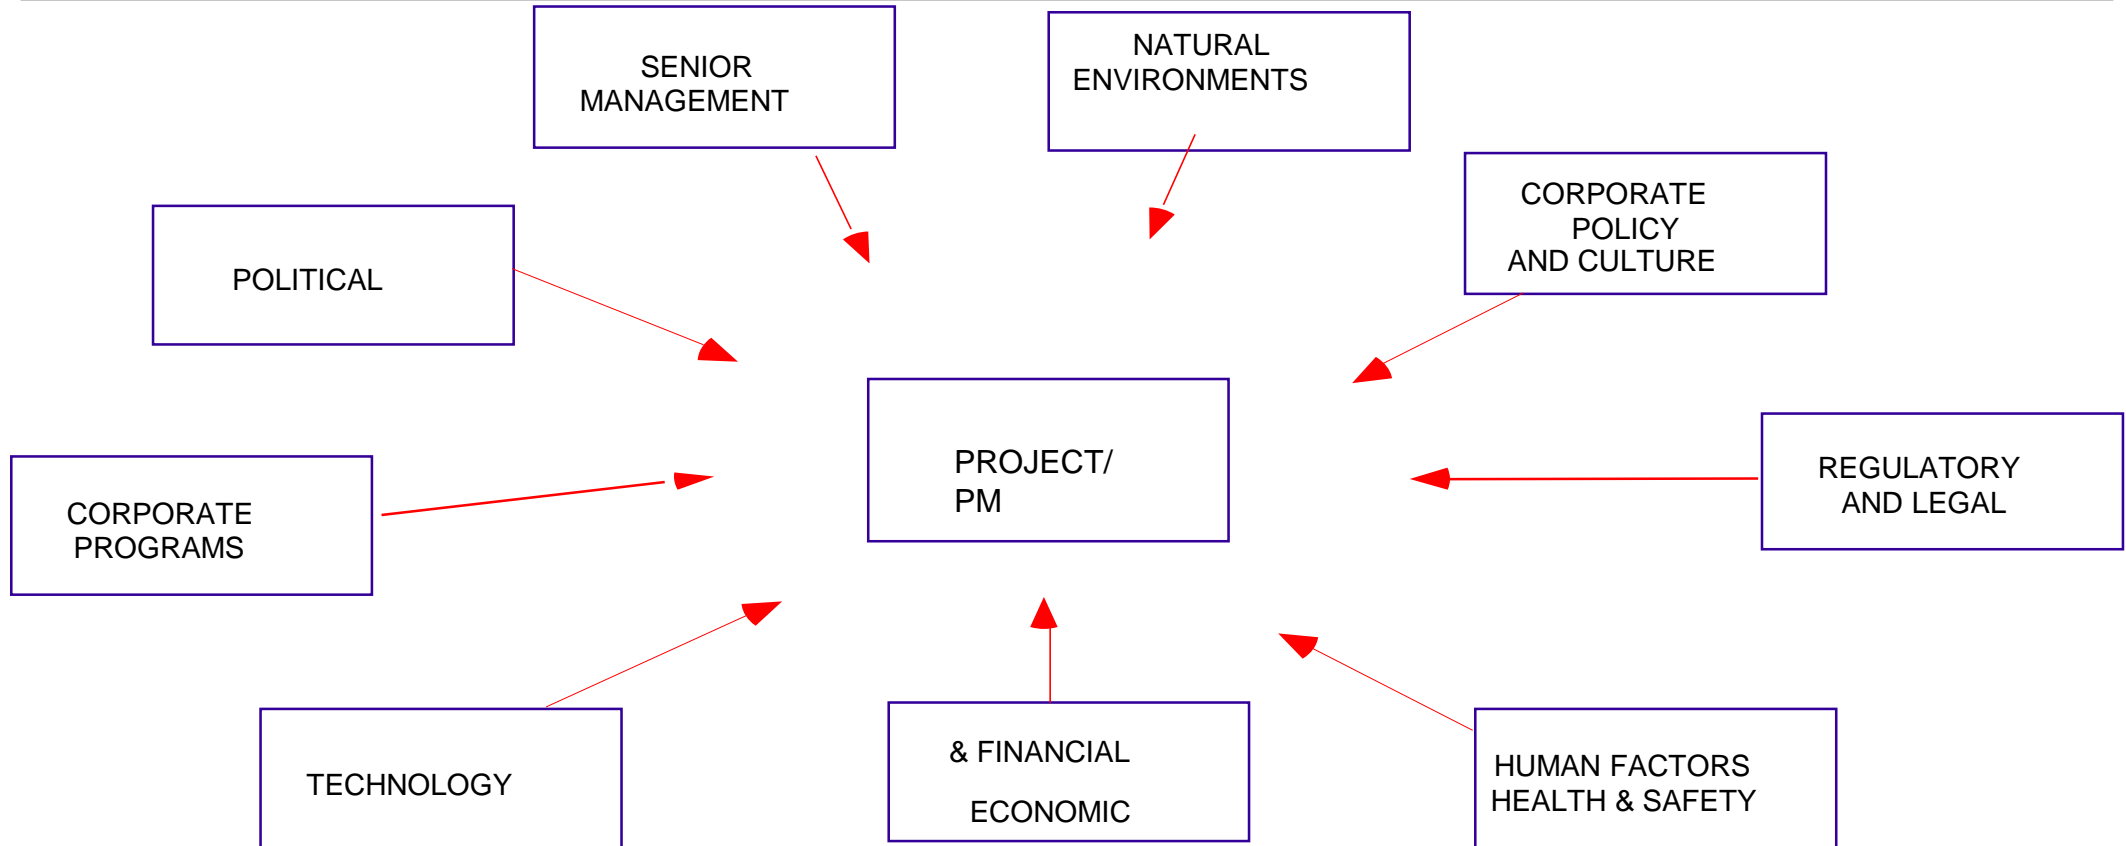 SENIOR
MANAGEMENT
NATURAL
ENVIRONMENTS
CORPORATE
POLICY
AND CULTURE
POLITICAL
PROJECT/
PM
REGULATORY
AND LEGAL
CORPORATE
PROGRAMS
TECHNOLOGY
& FINANCIAL
ECONOMIC
HUMAN FACTORS
HEALTH & SAFETY